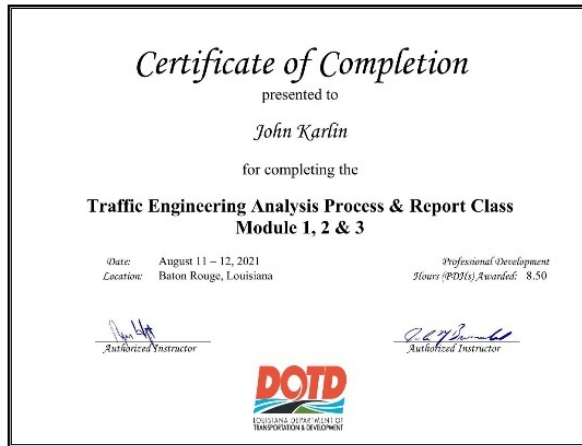 Certificate of Completion
presented to
John Karlin
for completing the
Traffic Engineering Analysis Process & Report Class
Module 1, 2 & 3
Date: August 11 – 12, 2021
Location: Baton Rouge, Louisiana
Professional Development
Hours (PDHs) Awarded: 8.50
Authorized Instructor
Authorized Instructor
DOTD
LOUISIANA DEPARTMENT OF
TRANSPORTATION & DEVELOPMENT